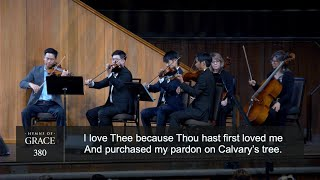 HYMNS OF
GRACE
380
I love Thee because Thou hast first loved me
And purchased my pardon on Calvary's tree.